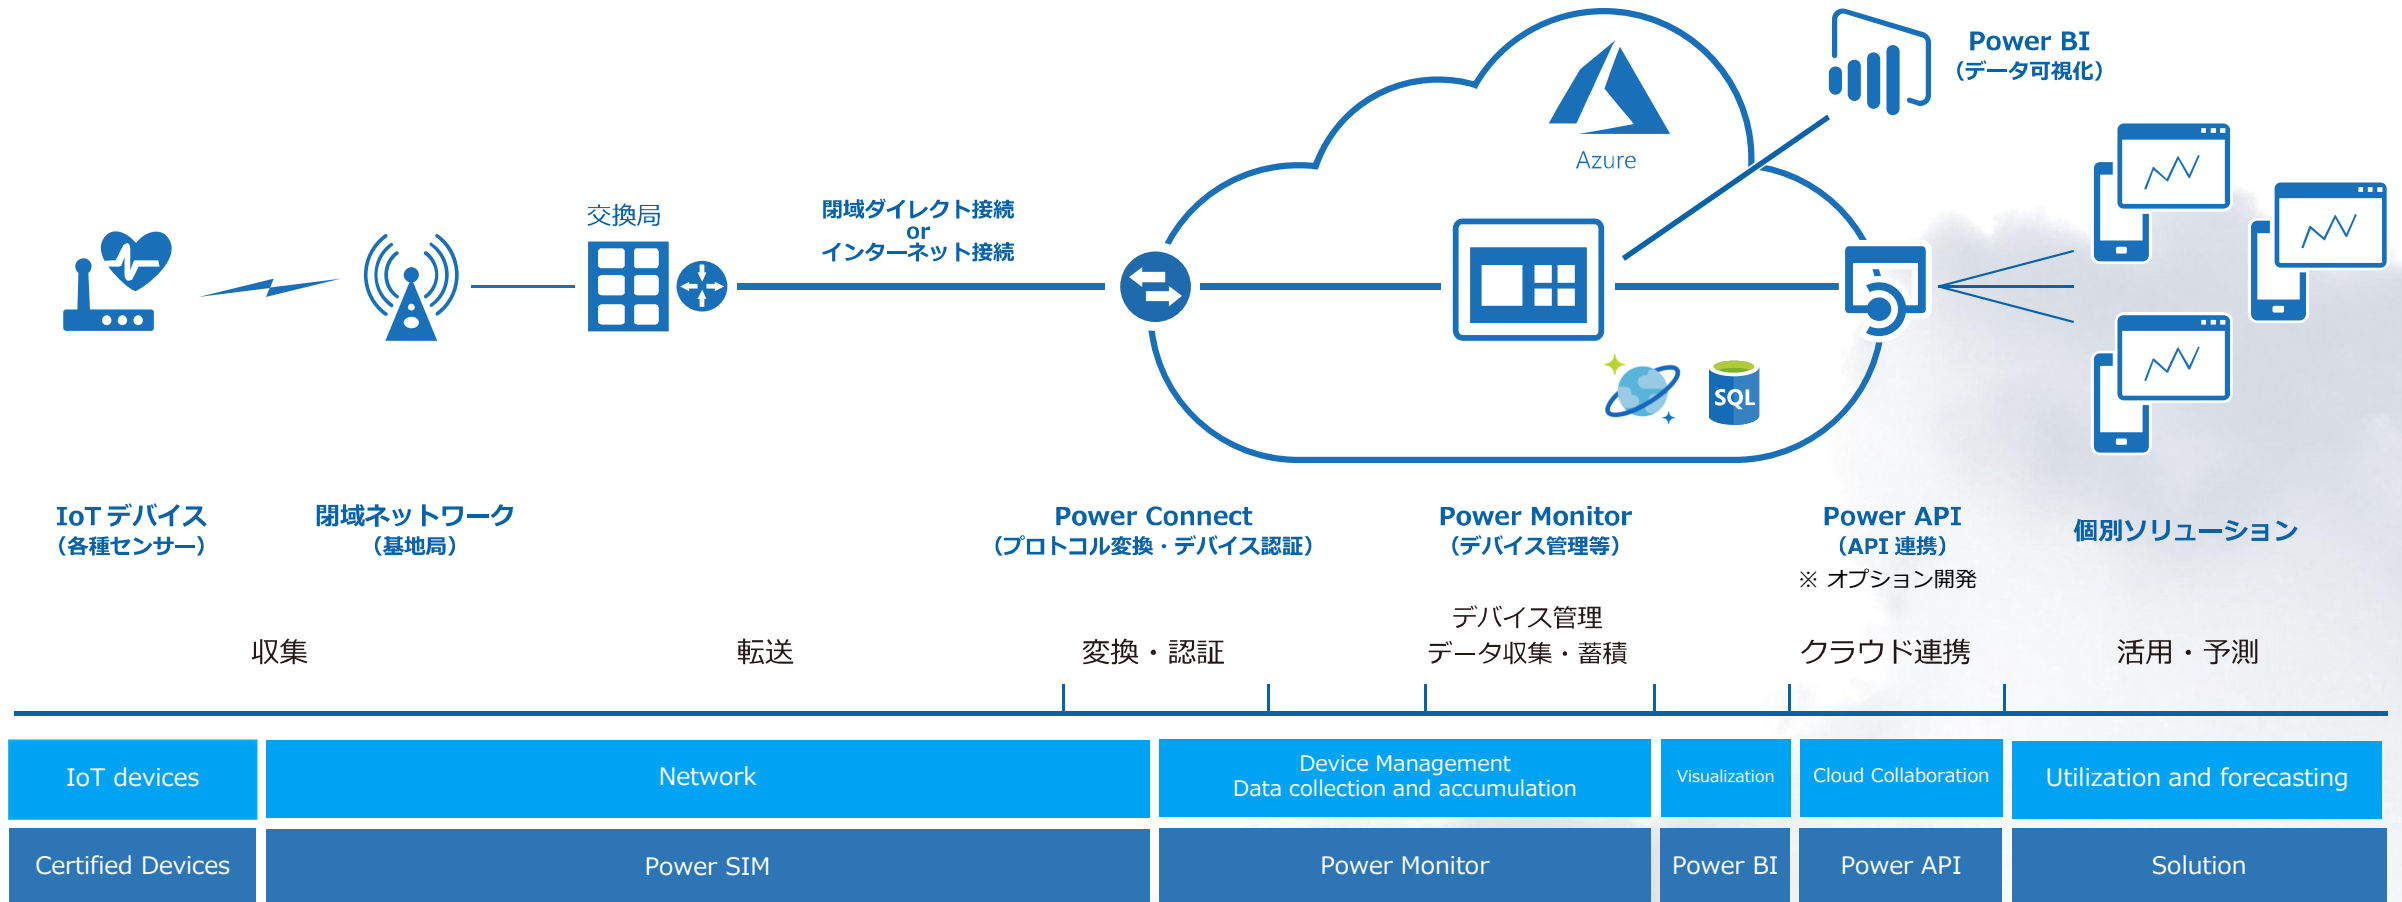 Power BI
（データ可視化）
Azure
交換局
閉域ダイレクト接続
or
インターネット接続
SQL
IoT デバイス
（各種センサー）
閉域ネットワーク
（基地局）
Power Connect
（プロトコル変換・デバイス認証）
Power Monitor
（デバイス管理等）
Power API
（API 連携）
※ オプション開発
個別ソリューション
収集
転送
変換・認証
デバイス管理
データ収集・蓄積
クラウド連携
活用・予測
IoT devices
Network
Device Management
Data collection and accumulation
Visualization
Cloud Collaboration
Utilization and forecasting
Certified Devices
Power SIM
Power Monitor
Power BI
Power API
Solution